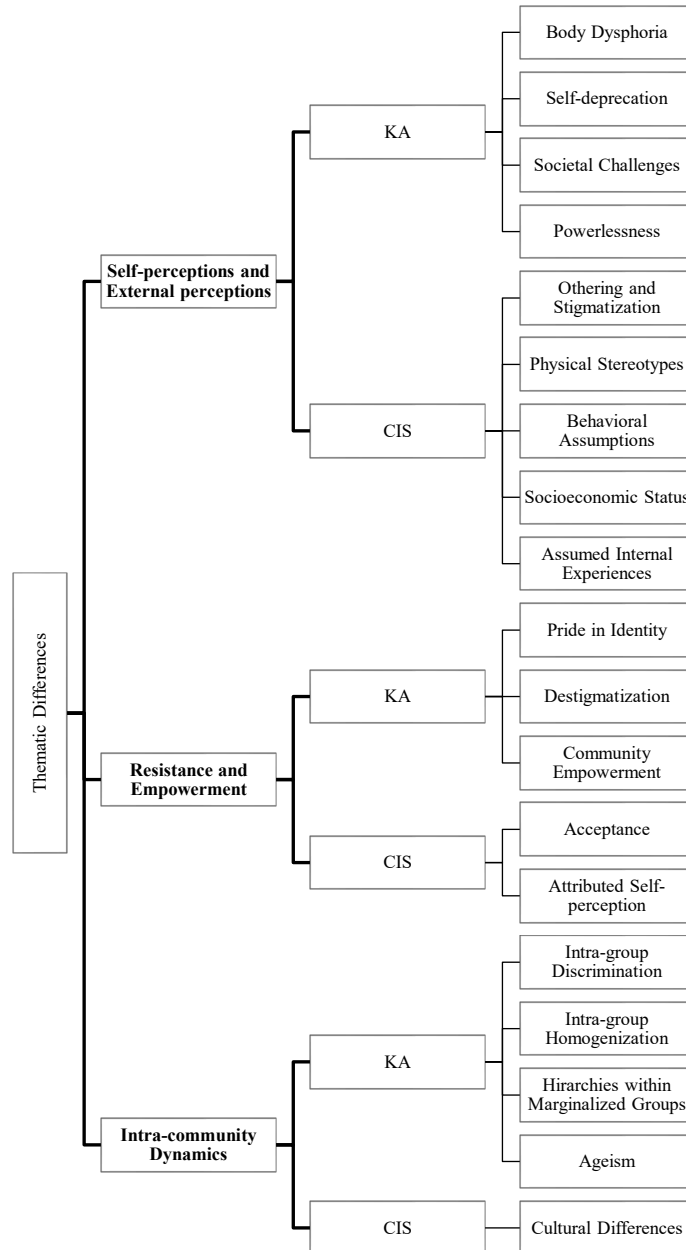 Thematic Differences
Self-perceptions and
External perceptions
KA
Body Dysphoria
Self-deprecation
Societal Challenges
Powerlessness
CIS
Othering and
Stigmatization
Physical Stereotypes
Behavioral
Assumptions
Socioeconomic Status
Assumed Internal
Experiences
Resistance and
Empowerment
KA
Pride in Identity
Destigmatization
Community
Empowerment
CIS
Acceptance
Attributed Self-
perception
Intra-community
Dynamics
KA
Intra-group
Discrimination
Intra-group
Homogenization
Hirarchies within
Marginalized Groups
Ageism
CIS
Cultural Differences